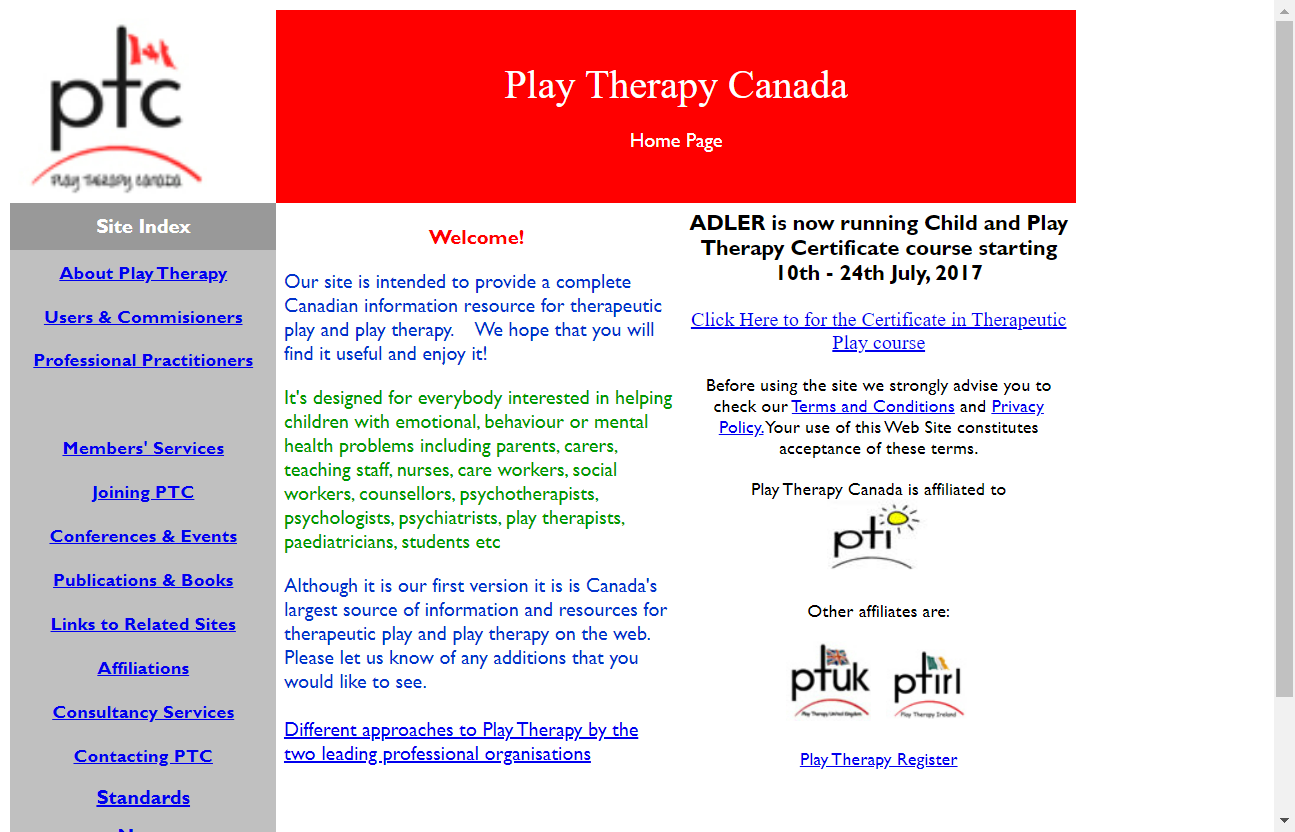 ptc
PLAY THERAPY CANADA
Play Therapy Canada
Home Page
Site Index
About Play Therapy
Users & Commisioners
Professional Practitioners
Members' Services
Joining PTC
Conferences & Events
Publications & Books
Links to Related Sites
Affiliations
Consultancy Services
Contacting PTC
Standards
Welcome!
Our site is intended to provide a complete
Canadian information resource for therapeutic
play and play therapy. We hope that you will
find it useful and enjoy it!
It's designed for everybody interested in helping
children with emotional, behaviour or mental
health problems including parents, carers,
teaching staff, nurses, care workers, social
workers, counsellors, psychotherapists,
psychologists, psychiatrists, play therapists,
paediatricians, students etc
Although it is our first version it is is Canada's
largest source of information and resources for
therapeutic play and play therapy on the web.
Please let us know of any additions that you
would like to see.
Different approaches to Play Therapy by the
two leading professional organisations
ADLER is now running Child and Play
Therapy Certificate course starting
10th - 24th July, 2017
Click Here to for the Certificate in Therapeutic
Play course
Before using the site we strongly advise you to
check our Terms and Conditions and Privacy
Policy. Your use of this Web Site constitutes
acceptance of these terms.
Play Therapy Canada is affiliated to
pti
Other affiliates are:
ptuk
Play Therapy United Kingdom
ptirl
Play Therapy Ireland
Play Therapy Register